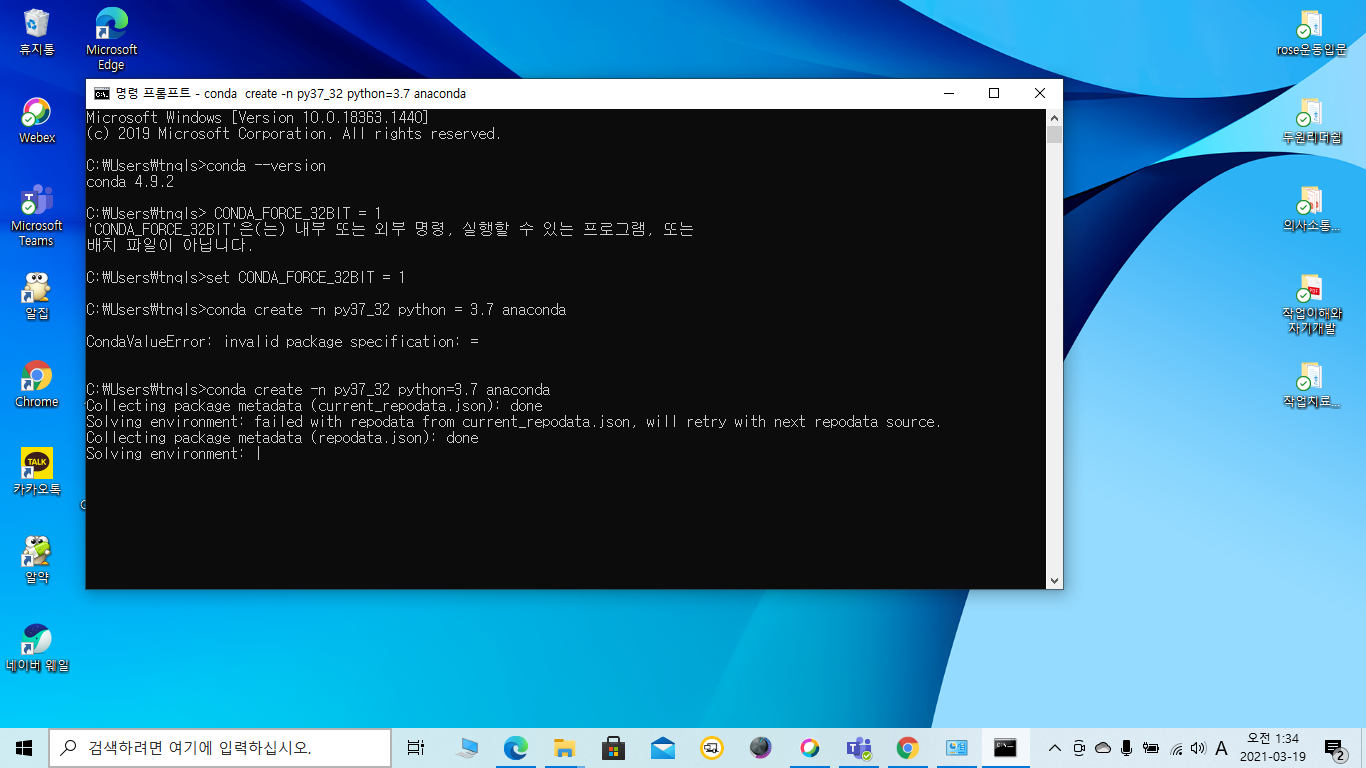 휴지통
Microsoft
Edge
Webex
Microsoft
Teams
알집
Chrome
TALK
카카오톡
알약
네이버 웨일
rose운동입문
두원리더쉽
의사소통...
작업이해와
자기개발
작업치료...
명령 프롬프트 - conda  create -n py37_32 python=3.7 anaconda
Microsoft Windows [Version 10.0.18363.1440]
(c) 2019 Microsoft Corporation. All rights reserved.
C:₩Users₩tnqls>conda --version
conda 4.9.2
C:₩Users₩tnqls> CONDA_FORCE_32BIT = 1
'CONDA_FORCE_32BIT'은(는) 내부 또는 외부 명령, 실행할 수 있는 프로그램, 또는
배치 파일이 아닙니다.
C:₩Users₩tnqls>set CONDA_FORCE_32BIT = 1
C:₩Users₩tnqls>conda create -n py37_32 python = 3.7 anaconda
CondaValueError: invalid package specification: =
C:₩Users₩tnqls>conda create -n py37_32 python=3.7 anaconda
Collecting package metadata (current_repodata.json): done
Solving environment: failed with repodata from current_repodata.json, will retry with next repodata source.
Collecting package metadata (repodata.json): done
Solving environment: |
검색하려면 여기에 입력하십시오.
A
오전 1:34
2021-03-19
2